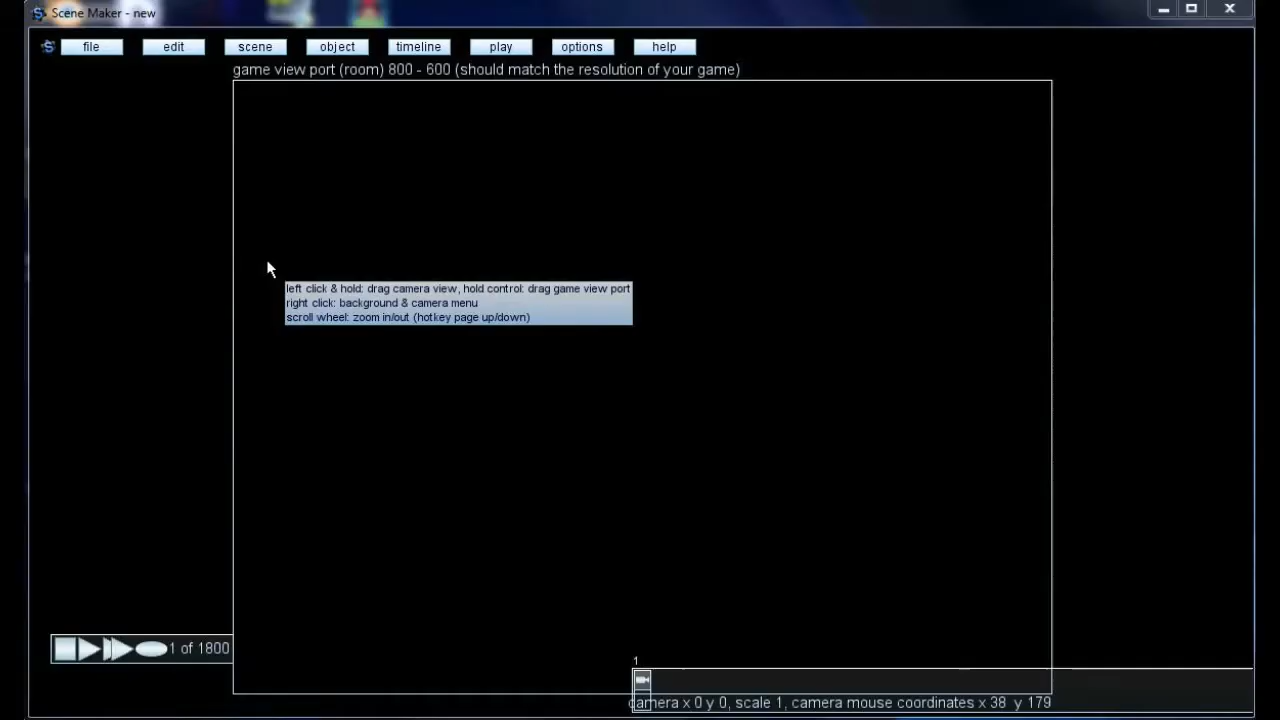 Scene Maker - new
file edit scene object timeline play options help
game view port (room) 800 - 600 (should match the resolution of your game)
left click & hold: drag camera view, hold control: drag game view port
right click: background & camera menu
scroll wheel: zoom in/out (hotkey page up/down)
1 of 1800
1
camera x 0 y 0, scale 1, camera mouse coordinates x 38 y 179